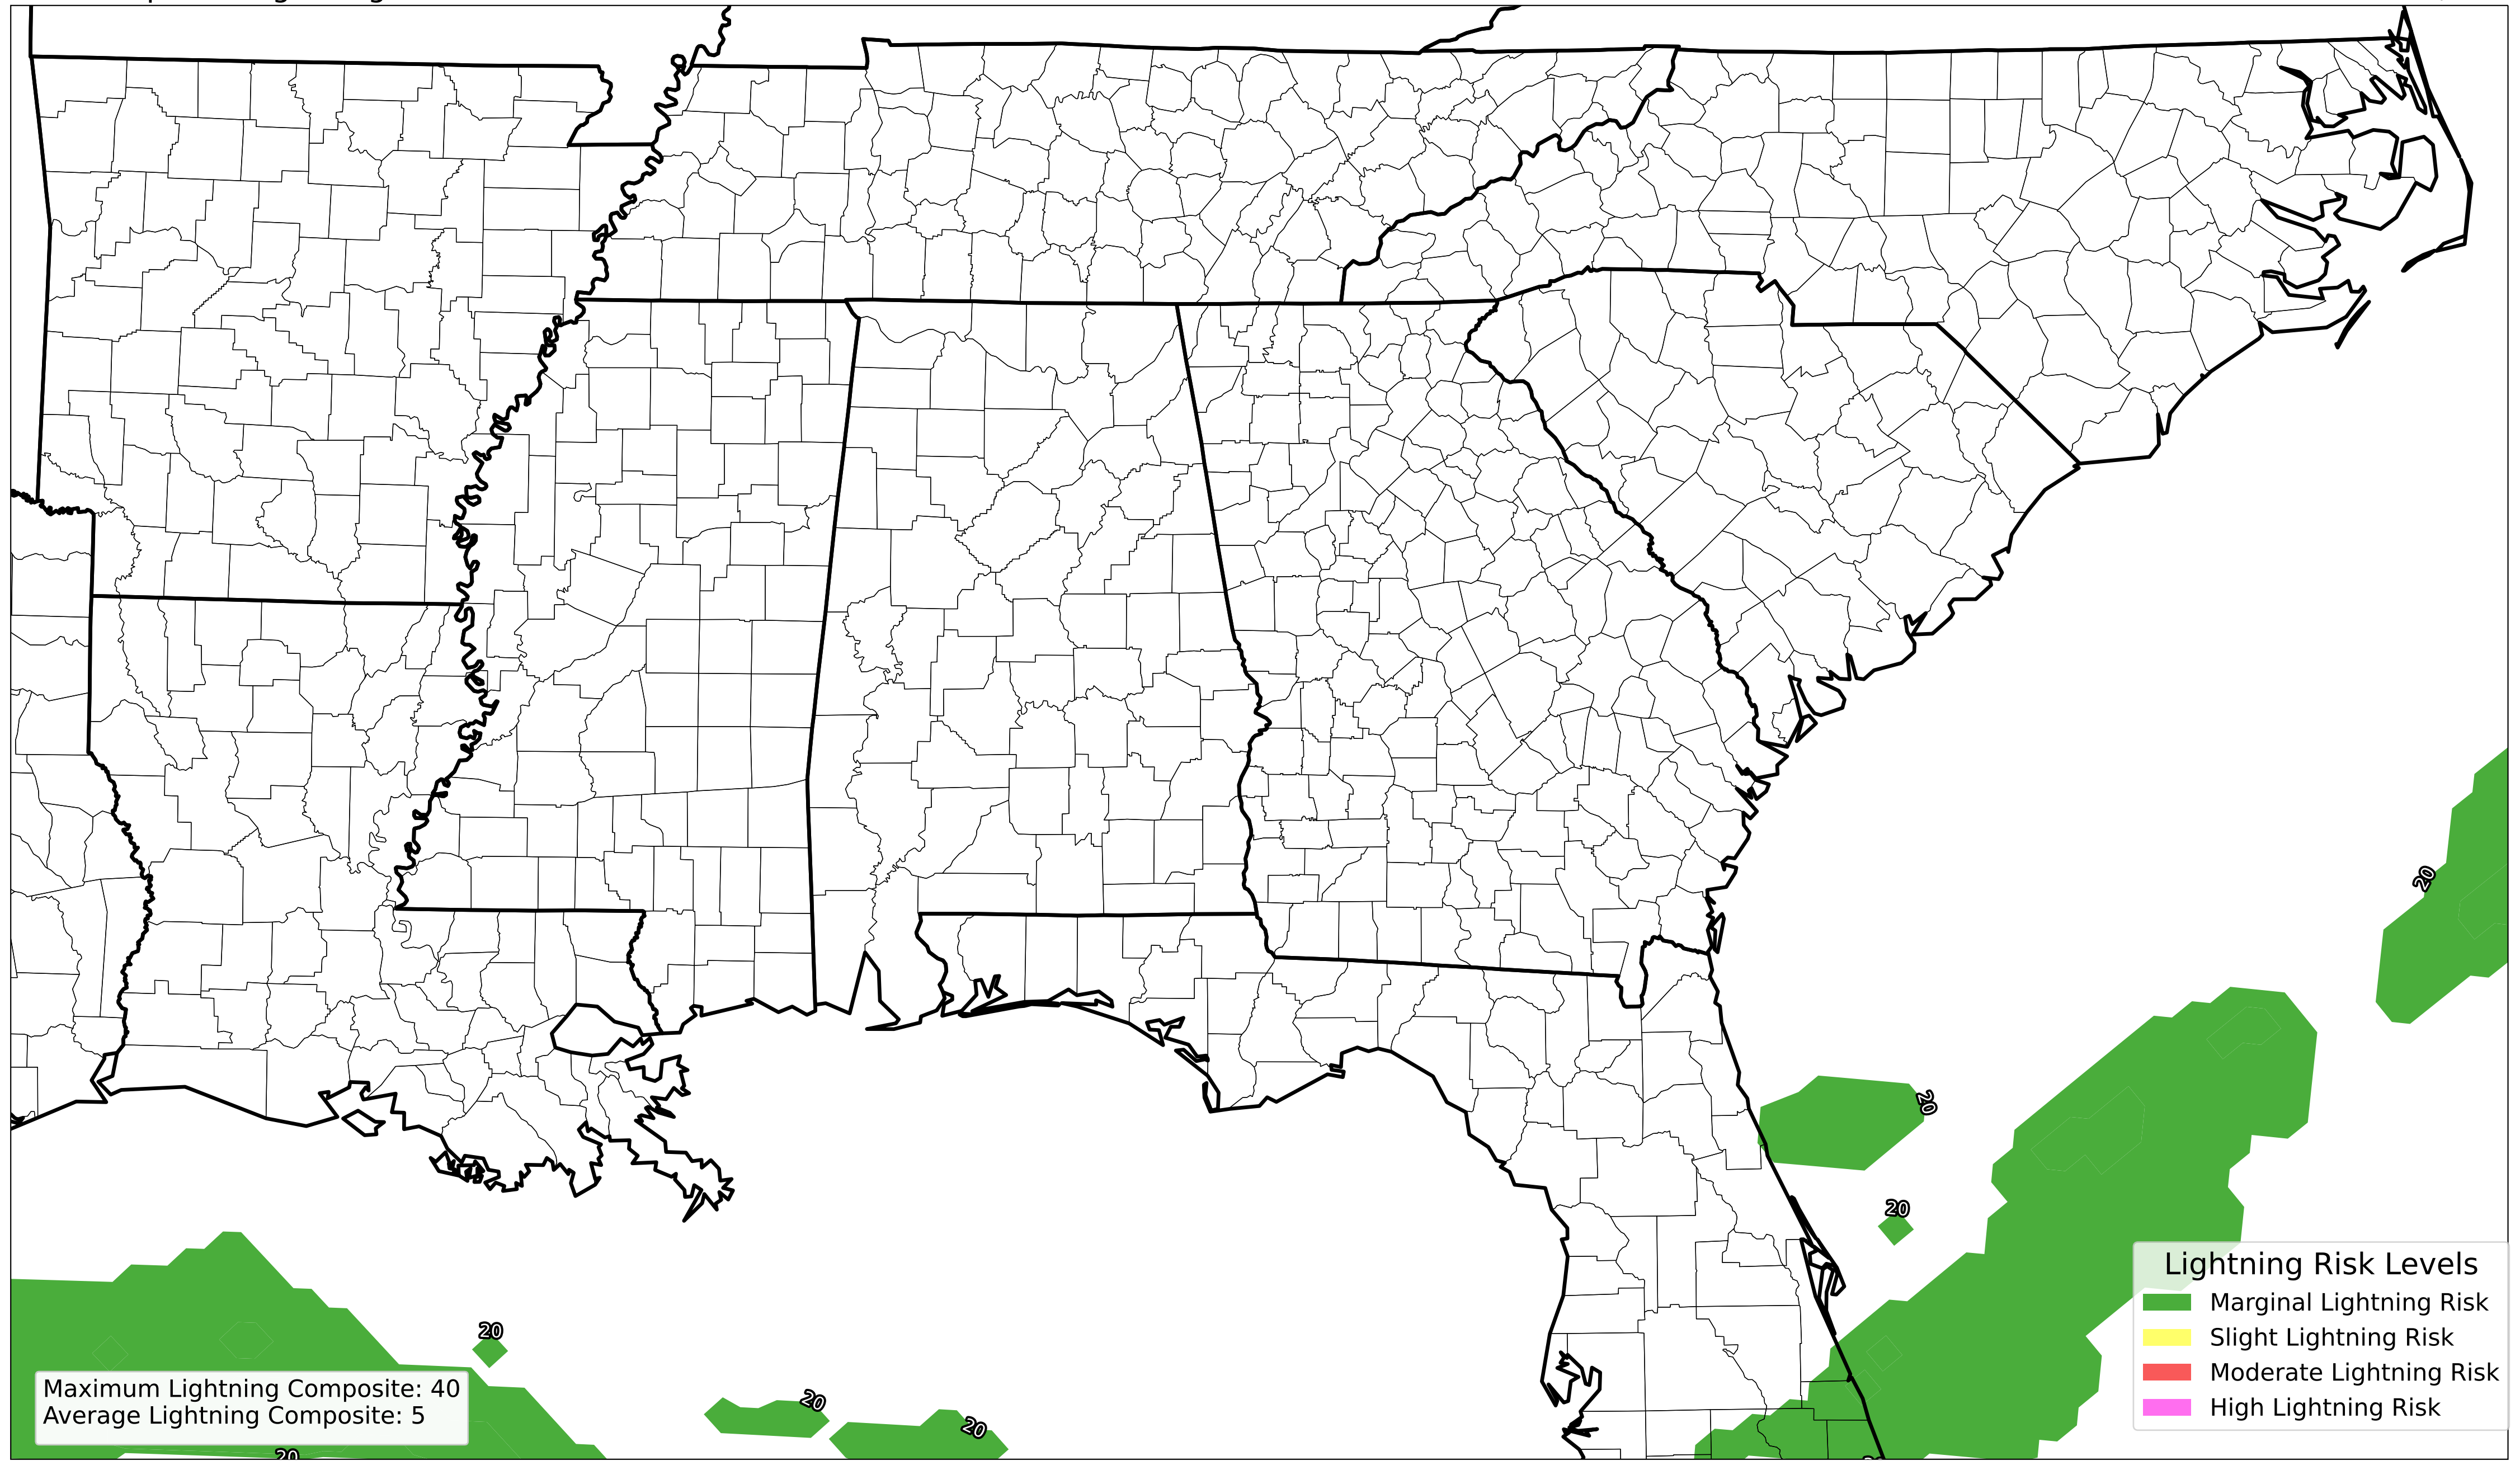 20
20
20
20
20
20
20
Lightning Risk Levels
Marginal Lightning Risk
Slight Lightning Risk
Moderate Lightning Risk
High Lightning Risk
Maximum Lightning Composite: 40
Average Lightning Composite: 5